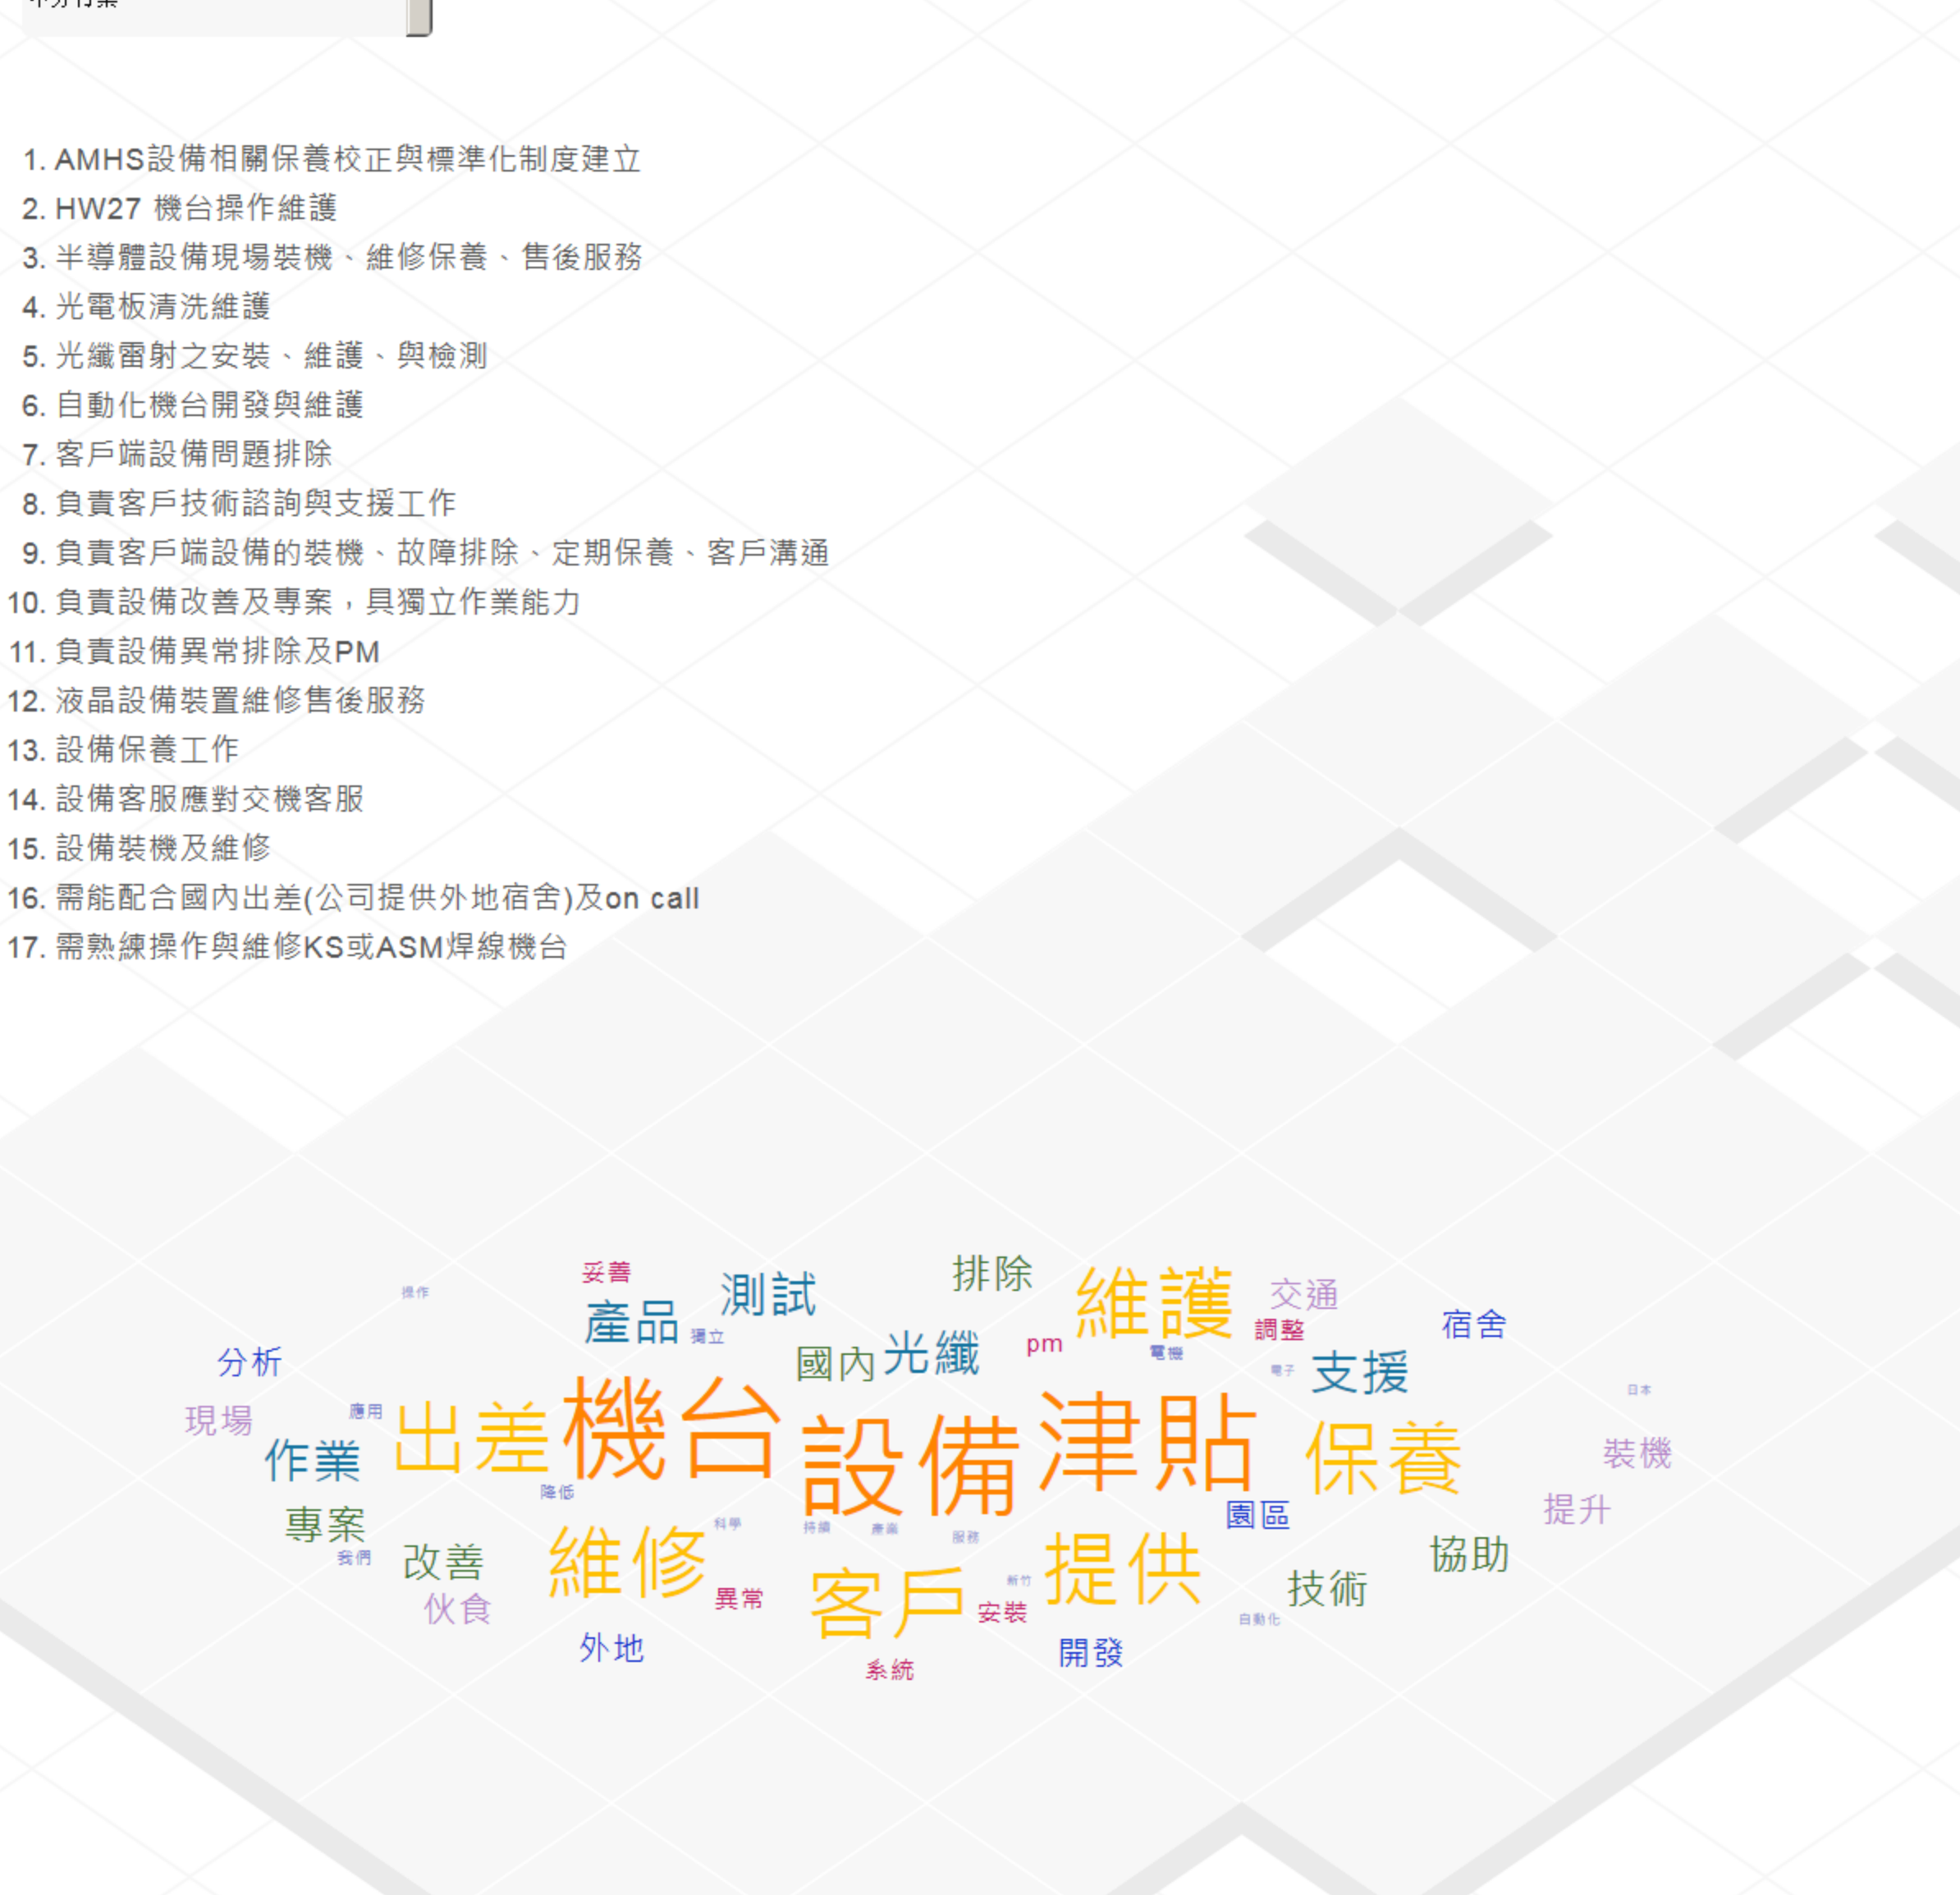 1. AMHS設備相關保養校正與標準化制度建立
2. HW27 機台操作維護
3. 半導體設備現場裝機、維修保養、售後服務
4. 光電板清洗維護
5. 光纖雷射之安裝、維護、與檢測
6. 自動化機台開發與維護
7. 客戶端設備問題排除
8. 負責客戶技術諮詢與支援工作
9. 負責客戶端設備的裝機、故障排除、定期保養、客戶溝通
10. 負責設備改善及專案，具獨立作業能力
11. 負責設備異常排除及PM
12. 液晶設備裝置維修售後服務
13. 設備保養工作
14. 設備客服應對交機客服
15. 設備裝機及維修
16. 需能配合國內出差(公司提供外地宿舍)及on call
17. 需熟練操作與維修KS或ASM焊線機台
妥善
排除
操作
測試
維護
交通
產品
獨立
調整
宿舍
分析
國內
光纖
pm
電機
電子
支援
日本
現場
應用
出差
機台
設備
津貼
保養
作業
裝機
降低
專案
科學
持續
產業
服務
園區
提升
我們
改善
維修
提供
協助
伙食
異常
客戶
新竹
安裝
技術
自動化
外地
系統
開發